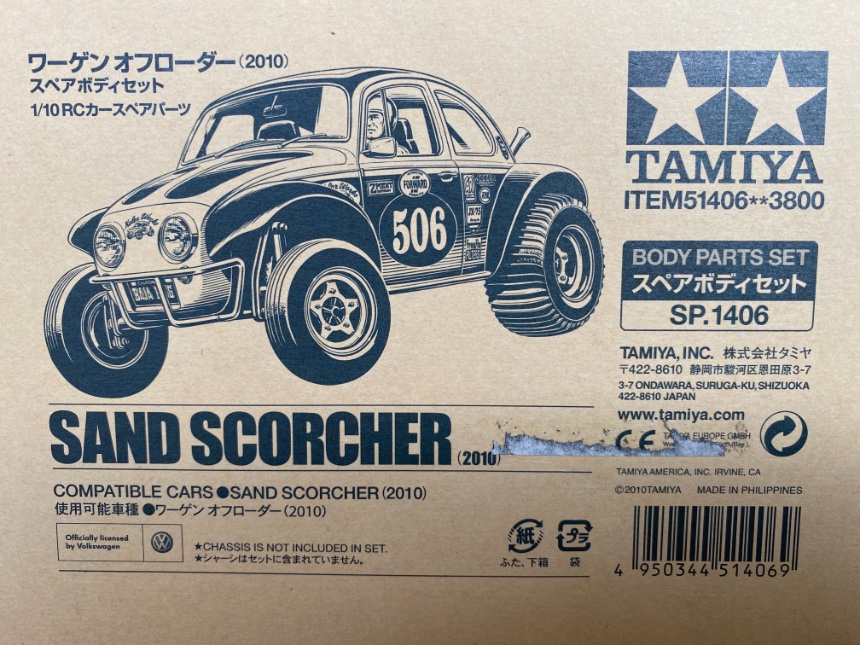 ワーゲン オフローダー(2010)
スペアボディセット
1/10 RCカースペアパーツ
FORWARD
506
BAJA
SAND SCORCHER (2010)
COMPATIBLE CARS ●SAND SCORCHER (2010)
使用可能車種 ●ワーゲン オフローダー(2010)
Officially licensed
by Volkswagen
★CHASSIS IS NOT INCLUDED IN SET.
★シャーシはセットに含まれていません。
紙
ふた、下箱
プラ
袋
TAMIYA
ITEM51406**3800
BODY PARTS SET
スペアボディセット
SP.1406
TAMIYA, INC. 株式会社タミヤ
〒422-8610 静岡市駿河区恩田原3-7
3-7 ONDAWARA, SURUGA-KU, SHIZUOKA
422-8610 JAPAN
www.tamiya.com
CE
EUROPE GMBH
TAMIYA AMERICA, INC. IRVINE, CA
©2010 TAMIYA MADE IN PHILIPPINES
4 950344 514069